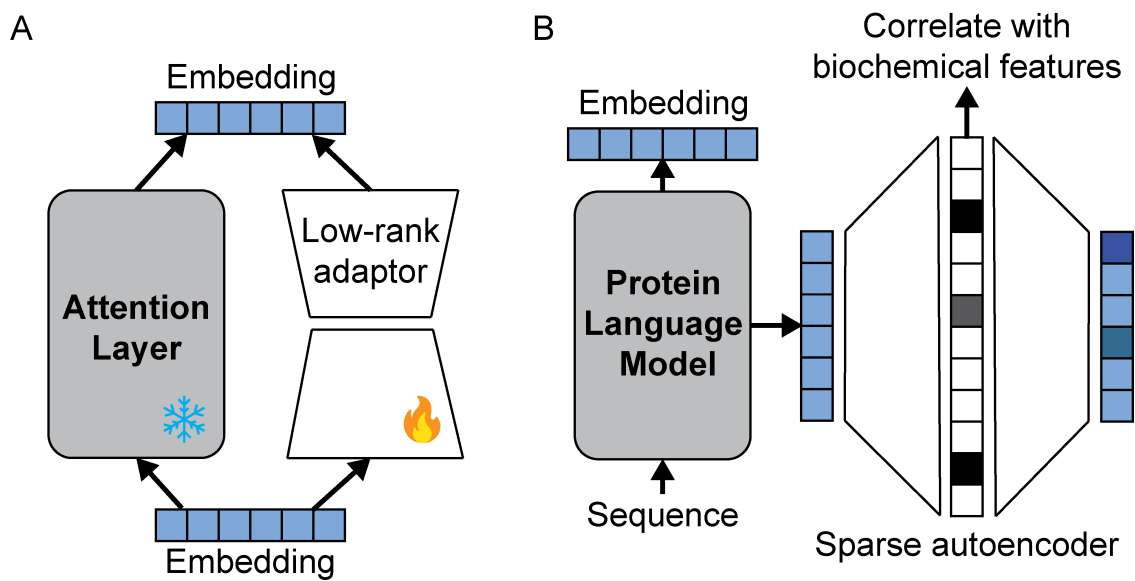 A
Embedding
Low-rank
adaptor
Attention
Layer
Embedding
B
Correlate with
biochemical features
Embedding
Protein
Language
Model
Sequence
Sparse autoencoder